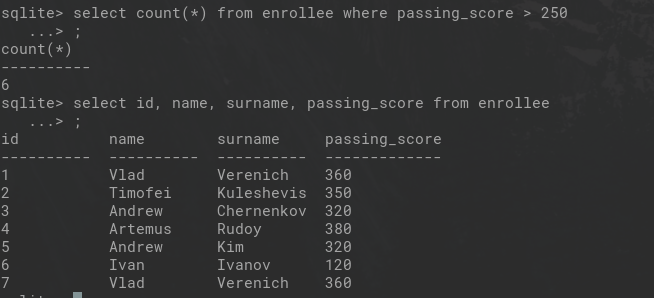 sqlite> select count(*) from enrollee where passing_score > 250
   ...> ;
count(*)
----------
6
sqlite> select id, name, surname, passing_score from enrollee
   ...> ;
id          name        surname     passing_score
----------  ----------  ----------  -------------
1           Vlad        Verenich    360
2           Timofei     Kuleshevis  350
3           Andrew      Chernenkov  320
4           Artemus     Rudoy       380
5           Andrew      Kim         320
6           Ivan        Ivanov      120
7           Vlad        Verenich    360